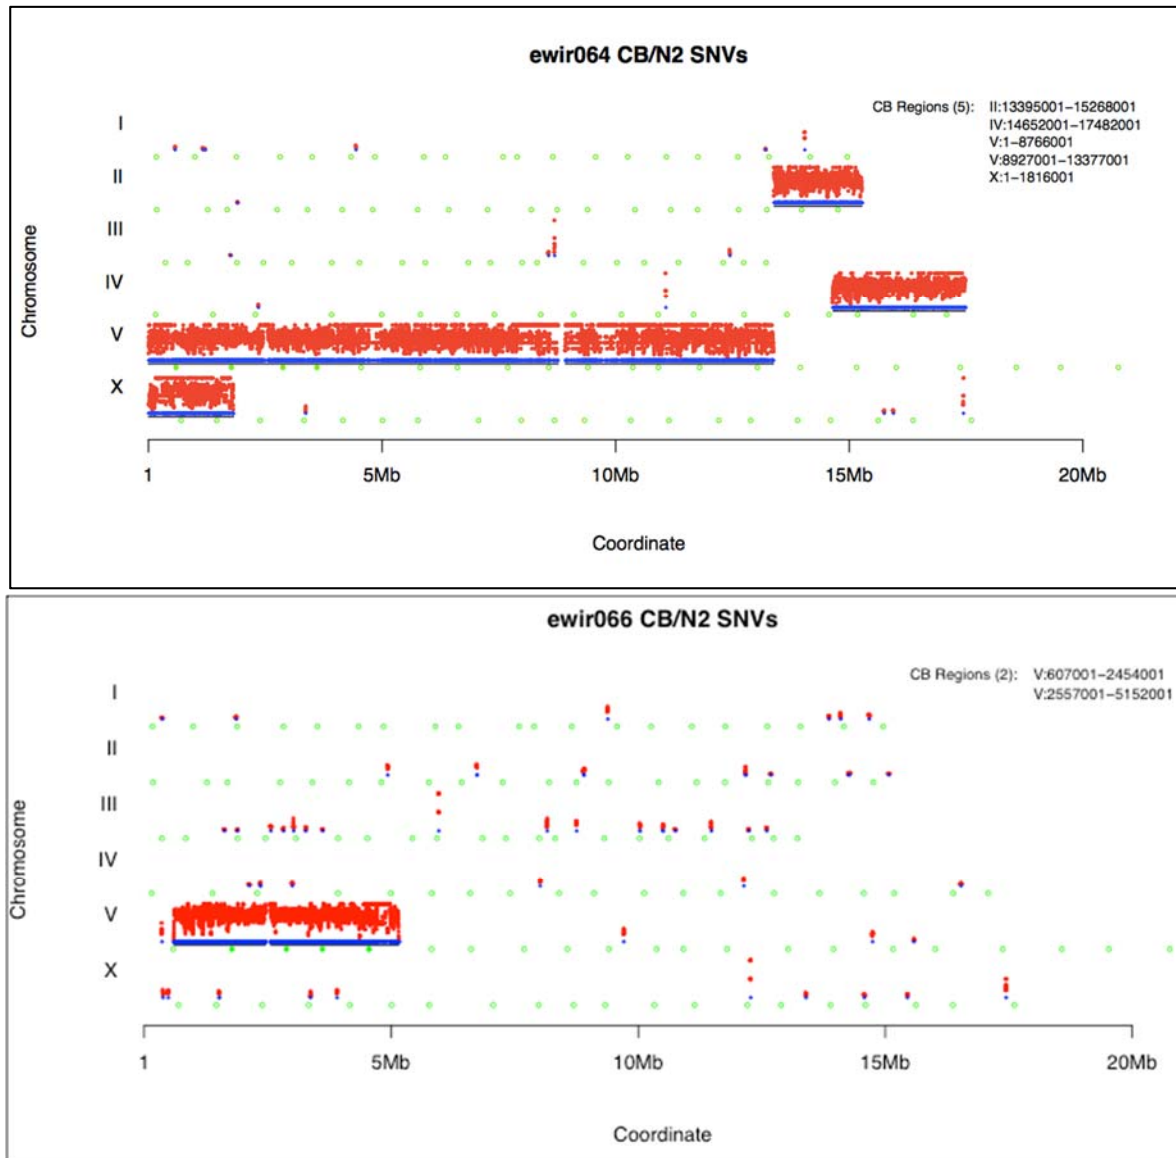 ewir064 CB/N2 SNVs
CB Regions (5): II:13395001–15268001
IV:14652001–17482001
V:1–8766001
V:8927001–13377001
X:1–1816001
I
II
III
IV
V
X
Chromosome
1 5Mb 10Mb 15Mb 20Mb
Coordinate
ewir066 CB/N2 SNVs
CB Regions (2): V:607001–2454001
V:2557001–5152001
I
II
III
IV
V
X
Chromosome
1 5Mb 10Mb 15Mb 20Mb
Coordinate